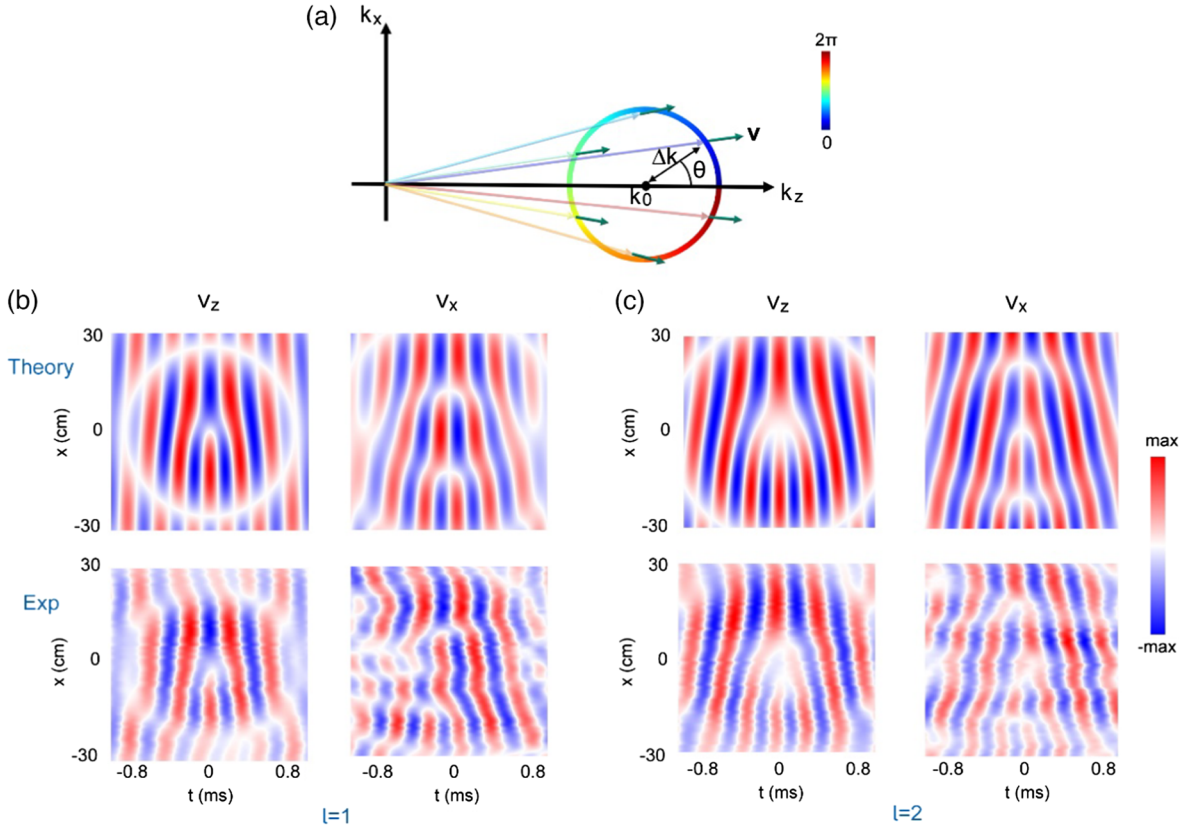 (a)
kx
2π
0
v
Δk
θ
k0
kz
(b)
vz
vx
(c)
vz
vx
Theory
30
0
-30
x (cm)
30
0
-30
x (cm)
max
-max
Exp
30
0
-30
x (cm)
30
0
-30
x (cm)
-0.8 0 0.8
-0.8 0 0.8
-0.8 0 0.8
-0.8 0 0.8
t (ms)
t (ms)
t (ms)
t (ms)
l=1
l=2